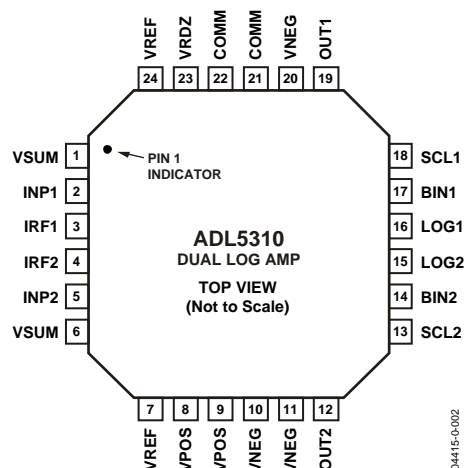 VREF
VRDZ
COMM
COMM
VNEG
OUT1
24
23
22
21
20
19
VSUM 1
INP1 2
IRF1 3
IRF2 4
INP2 5
VSUM 6
PIN 1
INDICATOR
ADL5310
DUAL LOG AMP
TOP VIEW
(Not to Scale)
18 SCL1
17 BIN1
16 LOG1
15 LOG2
14 BIN2
13 SCL2
7
8
9
10
11
12
VREF
VPOS
VPOS
VNEG
VNEG
OUT2
04415-0-002